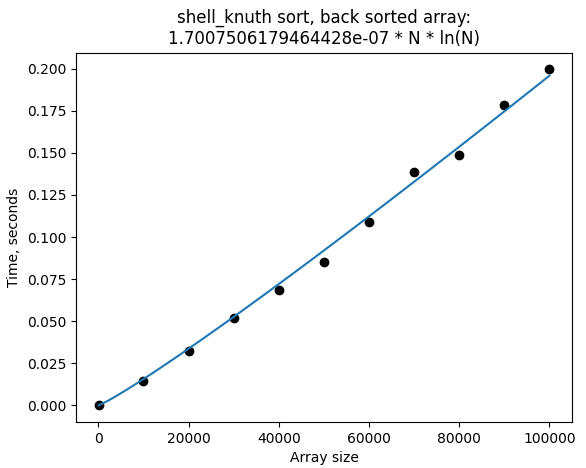 shell_knuth sort, back sorted array:
1.7007506179464428e-07 * N * ln(N)
0.200
0.175
0.150
0.125
0.100
0.075
0.050
0.025
0.000
Time, seconds
0 20000 40000 60000 80000 100000
Array size